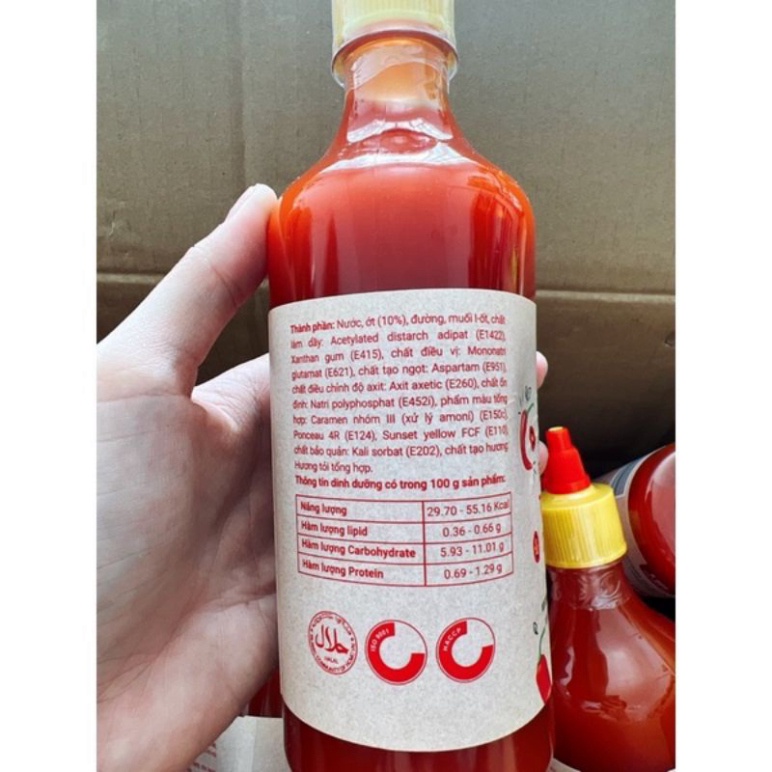 Thành phần: Nước, ớt (10%), đường, muối I-ốt, chất
làm dày: Acetylated distarch adipat (E1422),
Xanthan gum (E415), chất điều vị: Mononatri
glutamat (E621), chất tạo ngọt: Aspartam (E951),
chất điều chỉnh độ axit: Axit axetic (E260), chất ổn
định: Natri polyphosphat (E452i), phẩm màu tổng
hợp: Caramen nhóm III (xử lý amoni) (E150c),
Ponceau 4R (E124), Sunset yellow FCF (E110),
chất bảo quản: Kali sorbat (E202), chất tạo hương:
Hương tỏi tổng hợp.
Thông tin dinh dưỡng có trong 100 g sản phẩm:
Năng lượng 29.70 - 55.16 Kcal
Hàm lượng lipid 0.36 - 0.66 g
Hàm lượng Carbohydrate 5.93 - 11.01 g
Hàm lượng Protein 0.69 - 1.29 g
حلال
HALAL
ISO 9001
HACCP